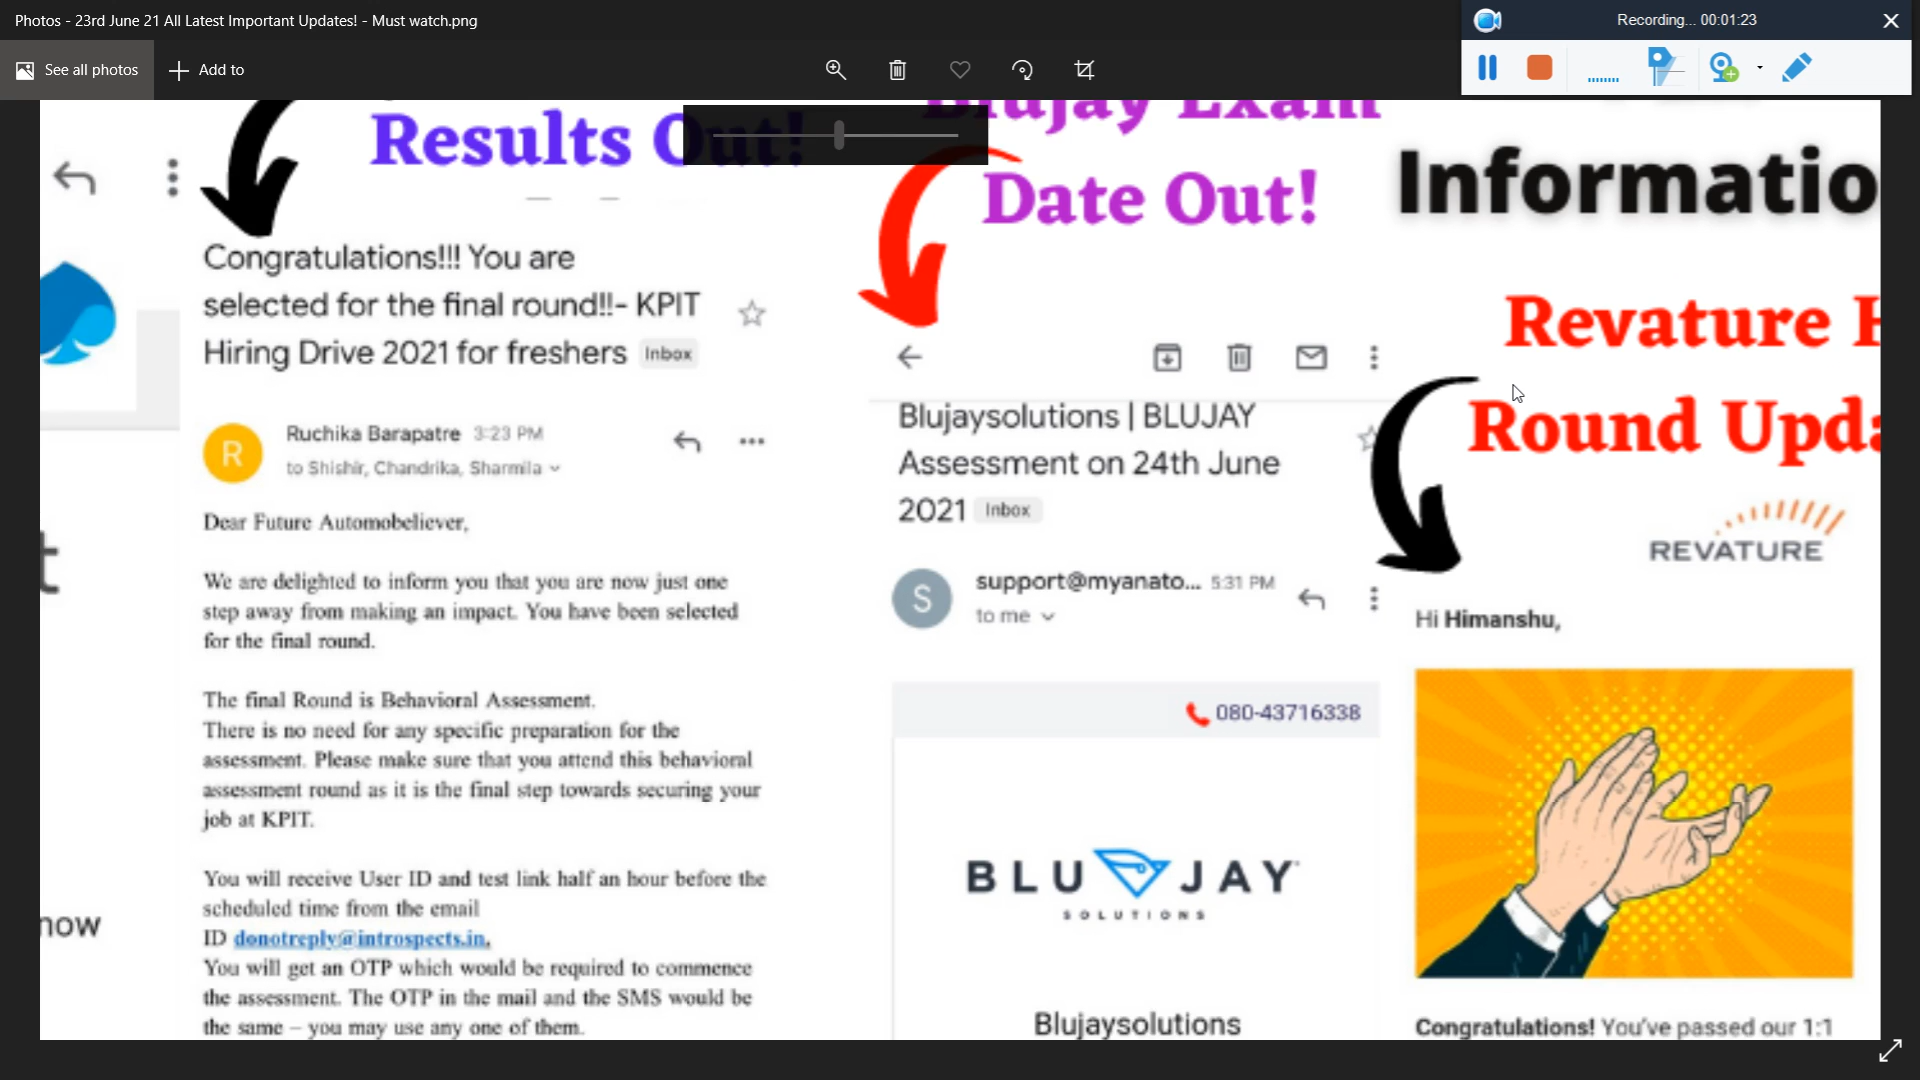 Photos - 23rd June 21 All Latest Important Updates! - Must watch.png
Recording... 00:01:23
See all photos
Add to
Results Out!
Congratulations!!! You are
selected for the final round!!- KPIT
Hiring Drive 2021 for freshers Inbox
R
Ruchika Barapatre 3:23 PM
to Shishir, Chandrika, Sharmila
Dear Future Automobeliever,
We are delighted to inform you that you are now just one
step away from making an impact. You have been selected
for the final round.
The final Round is Behavioral Assessment.
There is no need for any specific preparation for the
assessment. Please make sure that you attend this behavioral
assessment round as it is the final step towards securing your
job at KPIT.
You will receive User ID and test link half an hour before the
scheduled time from the email
ID donotreply@introspects.in.
You will get an OTP which would be required to commence
the assessment. The OTP in the mail and the SMS would be
the same – you may use any one of them.
Blujay Exam
Date Out!
Blujaysolutions | BLUJAY
Assessment on 24th June
2021 Inbox
S
support@myanato... 5:31 PM
to me
080-43716338
BLUJAY
SOLUTIONS
Blujaysolutions
Informatio
Revature H
Round Upda
REVATURE
Hi Himanshu,
Congratulations! You've passed our 1:1